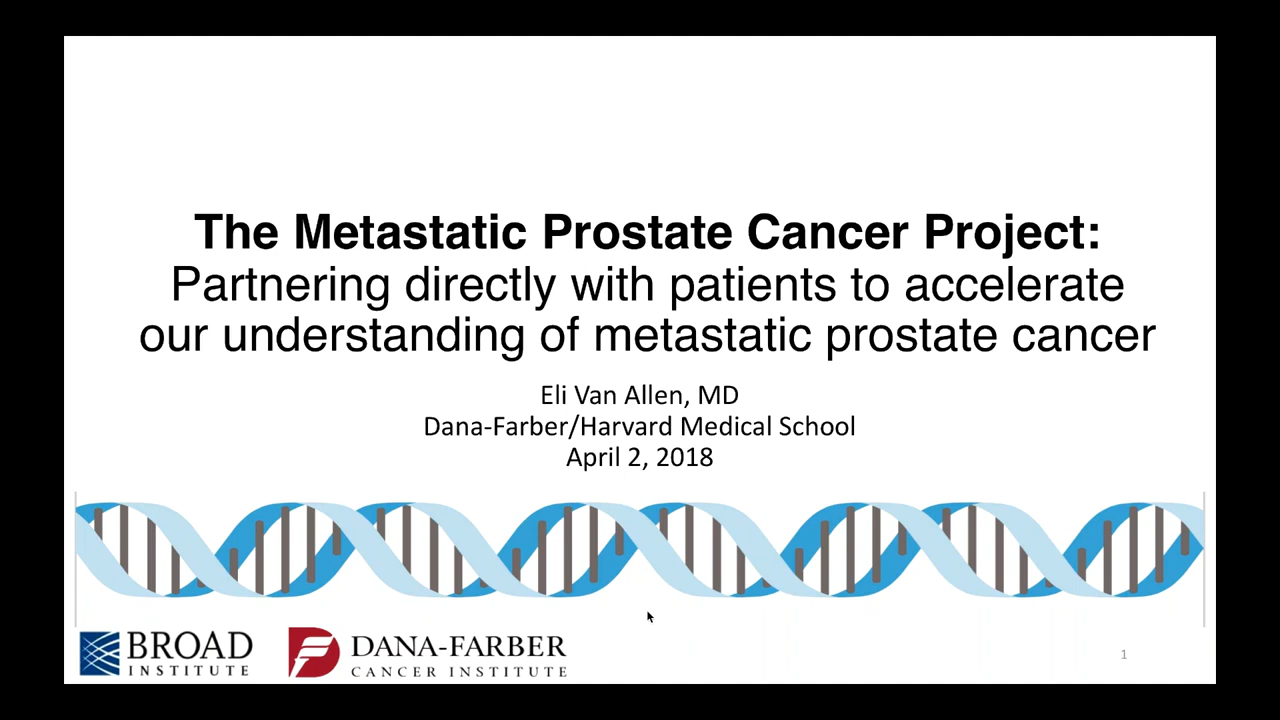 The Metastatic Prostate Cancer Project:
Partnering directly with patients to accelerate
our understanding of metastatic prostate cancer
Eli Van Allen, MD
Dana-Farber/Harvard Medical School
April 2, 2018
BROAD
INSTITUTE
DANA-FARBER
CANCER INSTITUTE
1